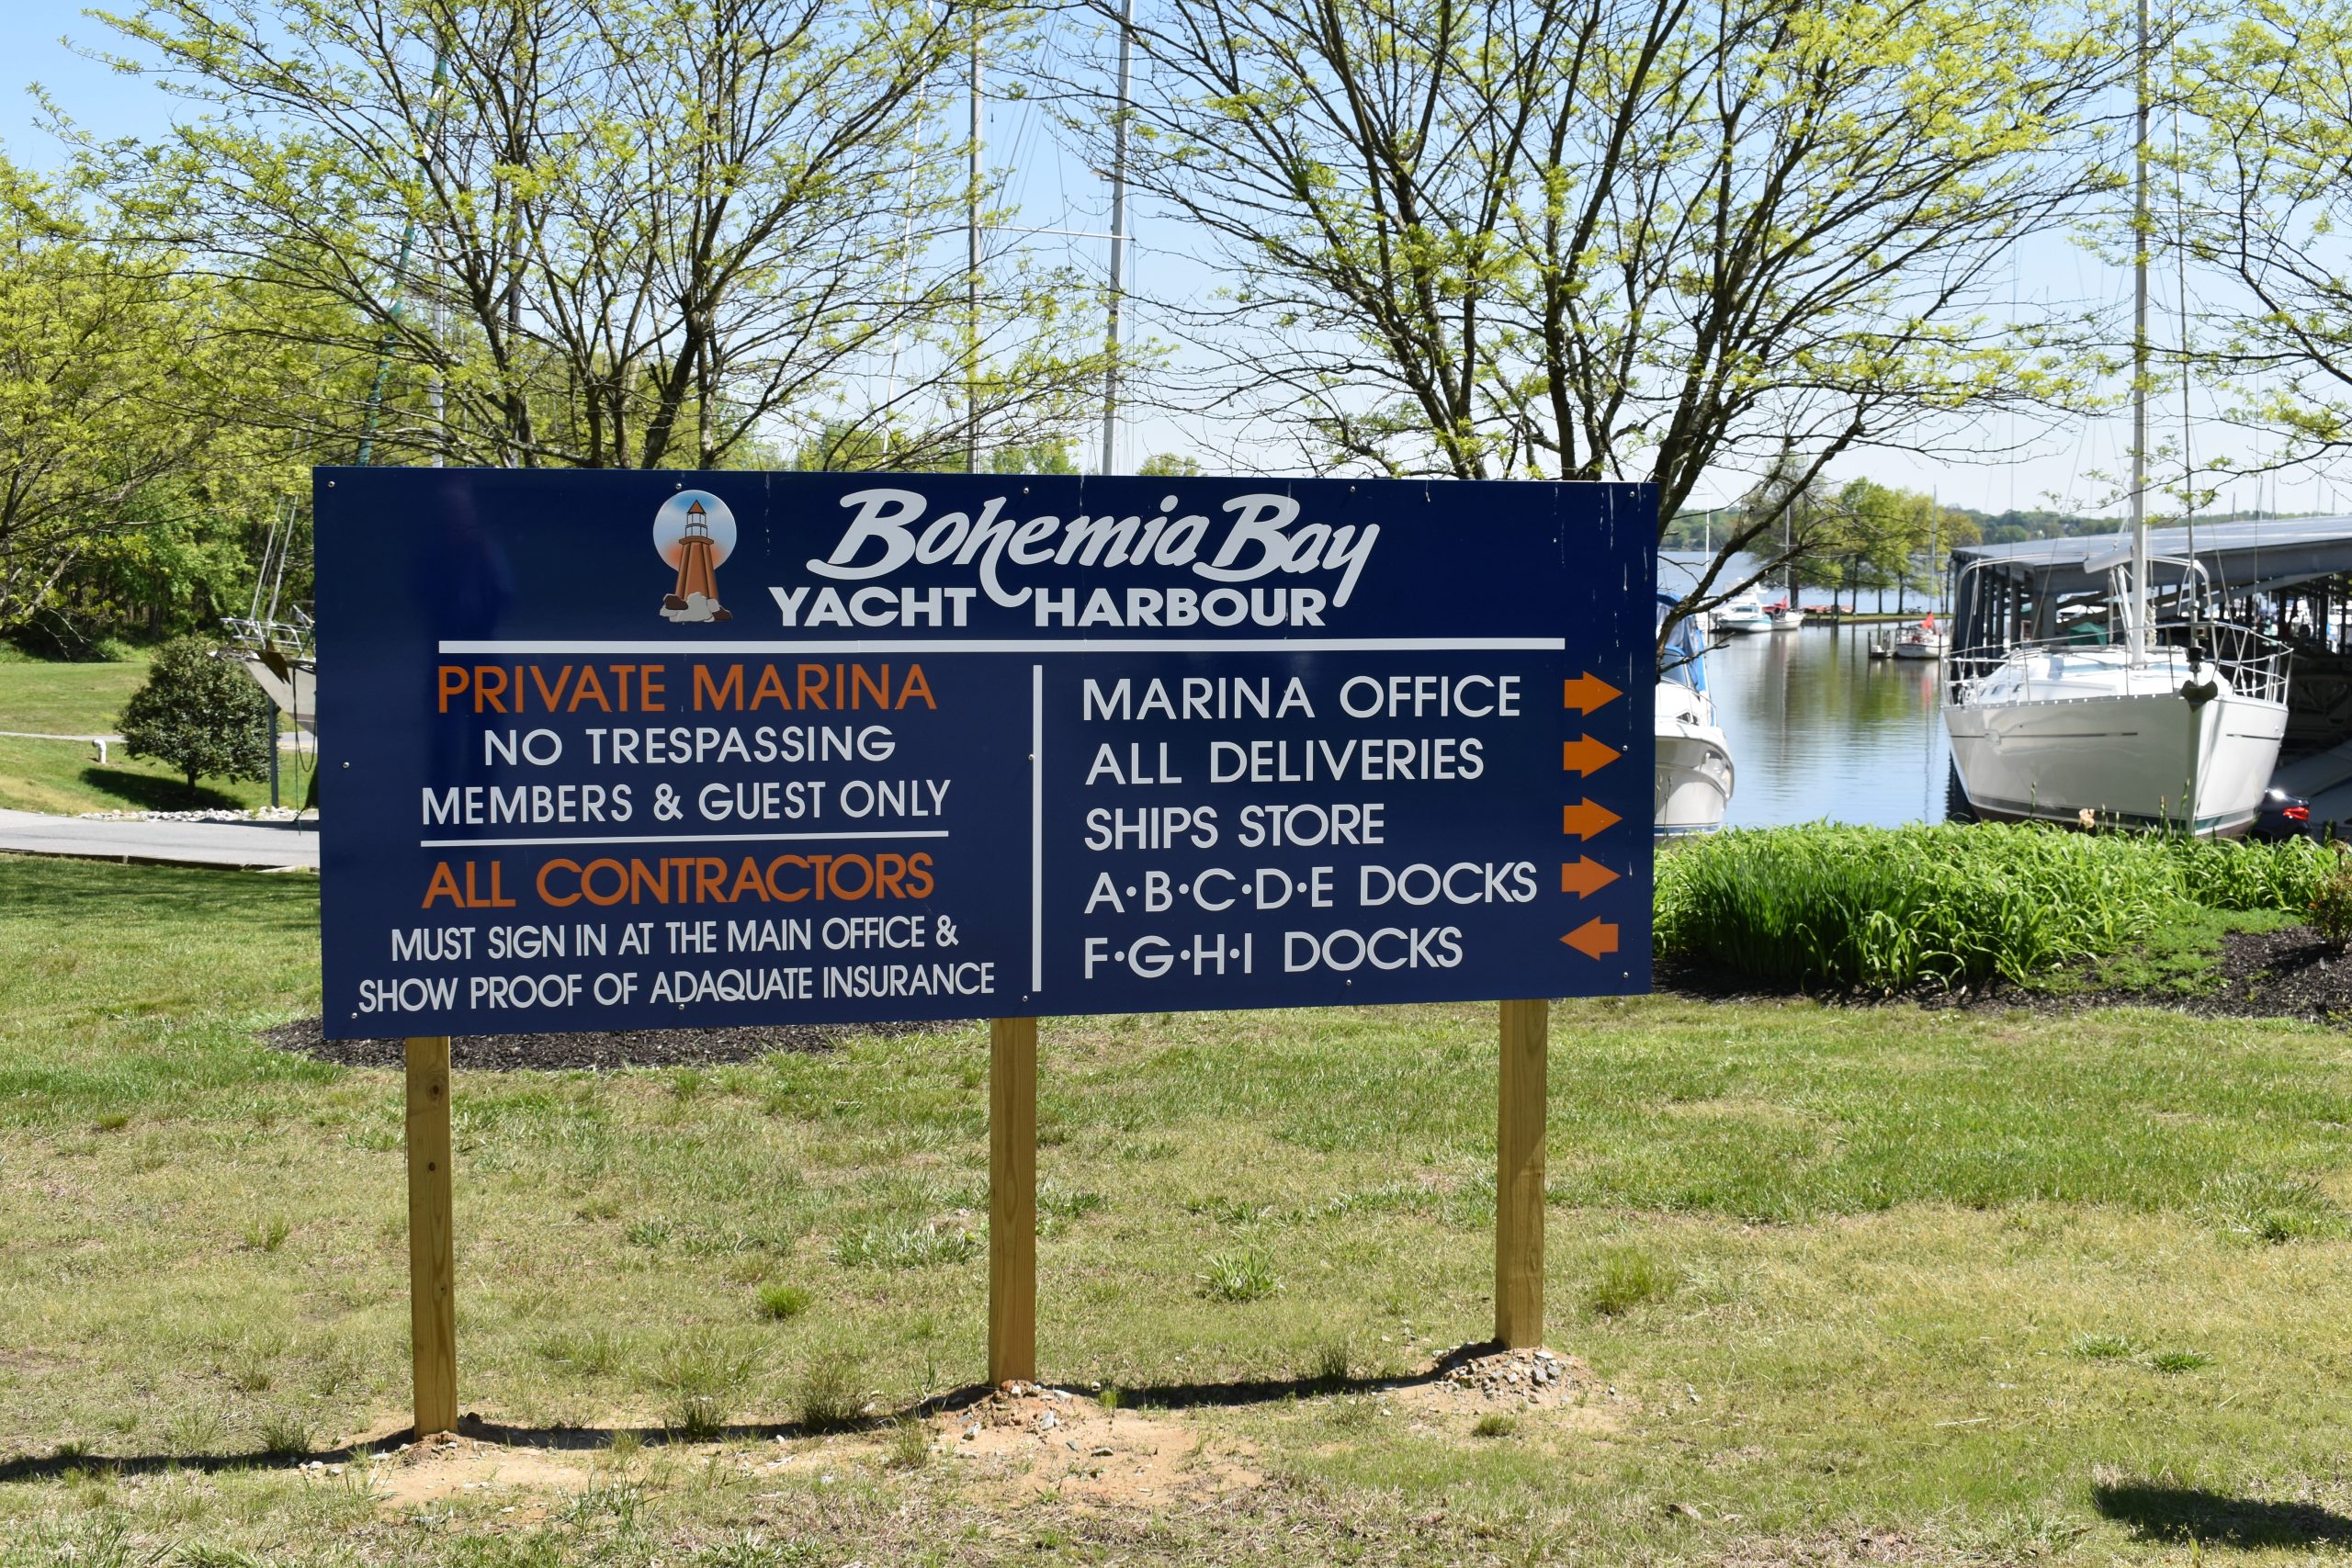 Bohemia Bay
YACHT HARBOUR
PRIVATE MARINA
NO TRESPASSING
MEMBERS & GUEST ONLY
ALL CONTRACTORS
MUST SIGN IN AT THE MAIN OFFICE &
SHOW PROOF OF ADAQUATE INSURANCE
MARINA OFFICE
ALL DELIVERIES
SHIPS STORE
A•B•C•D•E DOCKS
F•G•H•I DOCKS